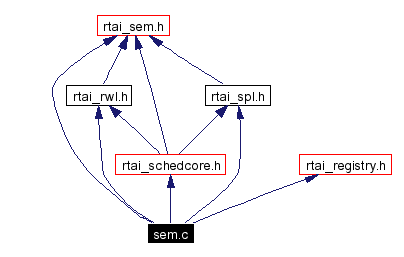 rtai_sem.h
rtai_rwl.h
rtai_spl.h
rtai_schedcore.h
rtai_registry.h
sem.c